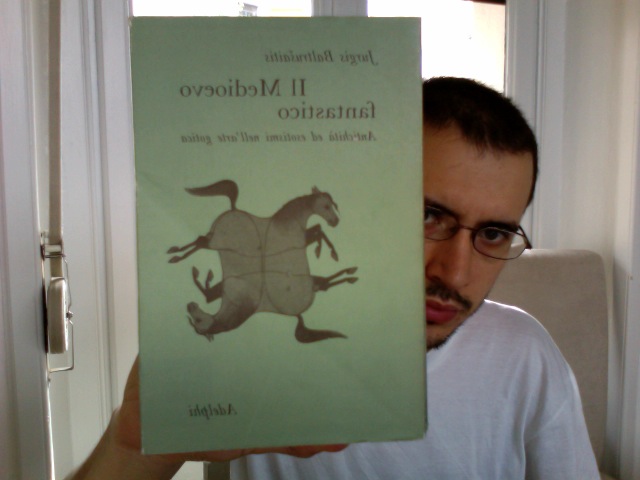 Jurgis Baltrušaitis
Il Medioevo
fantastico
Antichità ed esotismi nell'arte gotica
Adelphi